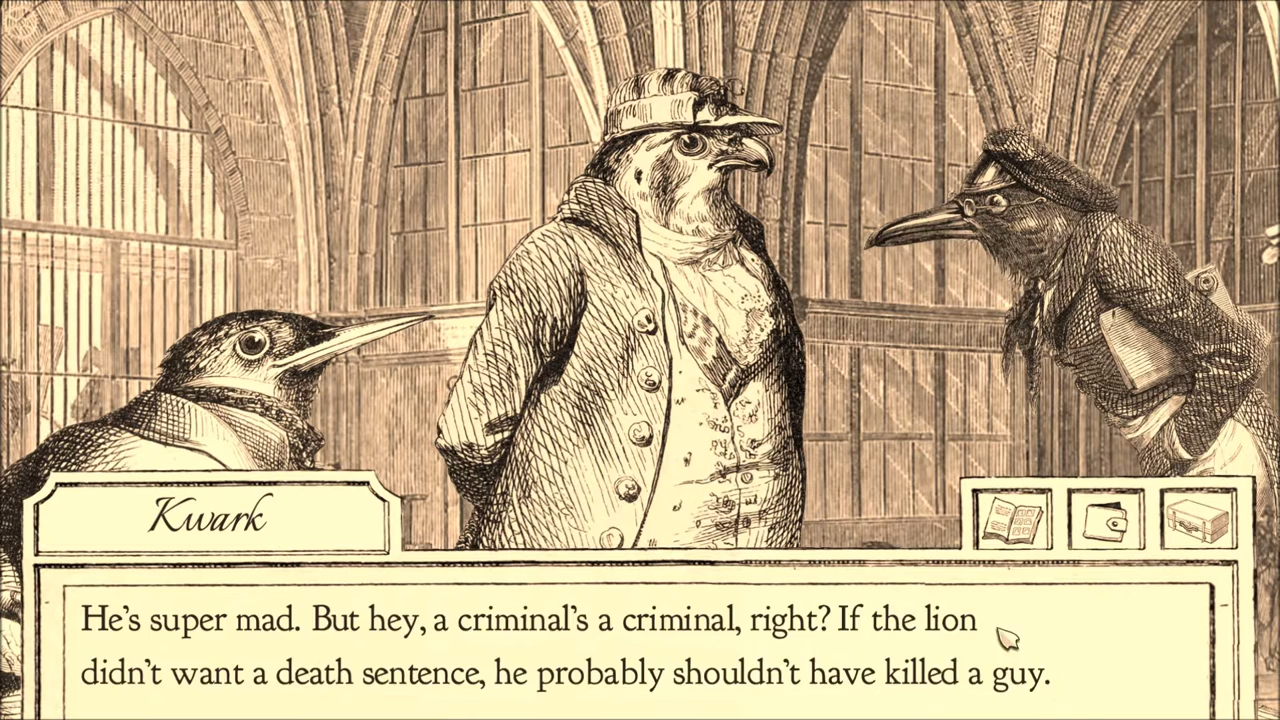 Kwark
He's super mad. But hey, a criminal's a criminal, right? If the lion
didn't want a death sentence, he probably shouldn't have killed a guy.